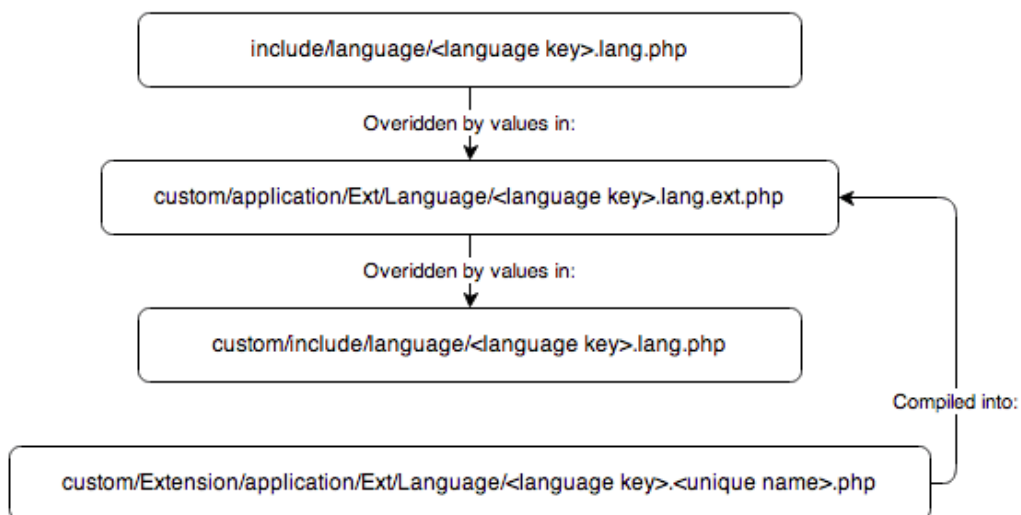 include/language/<language key>.lang.php
Overidden by values in:
custom/application/Ext/Language/<language key>.lang.ext.php
Overidden by values in:
custom/include/language/<language key>.lang.php
Compiled into:
custom/Extension/application/Ext/Language/<language key>.<unique name>.php